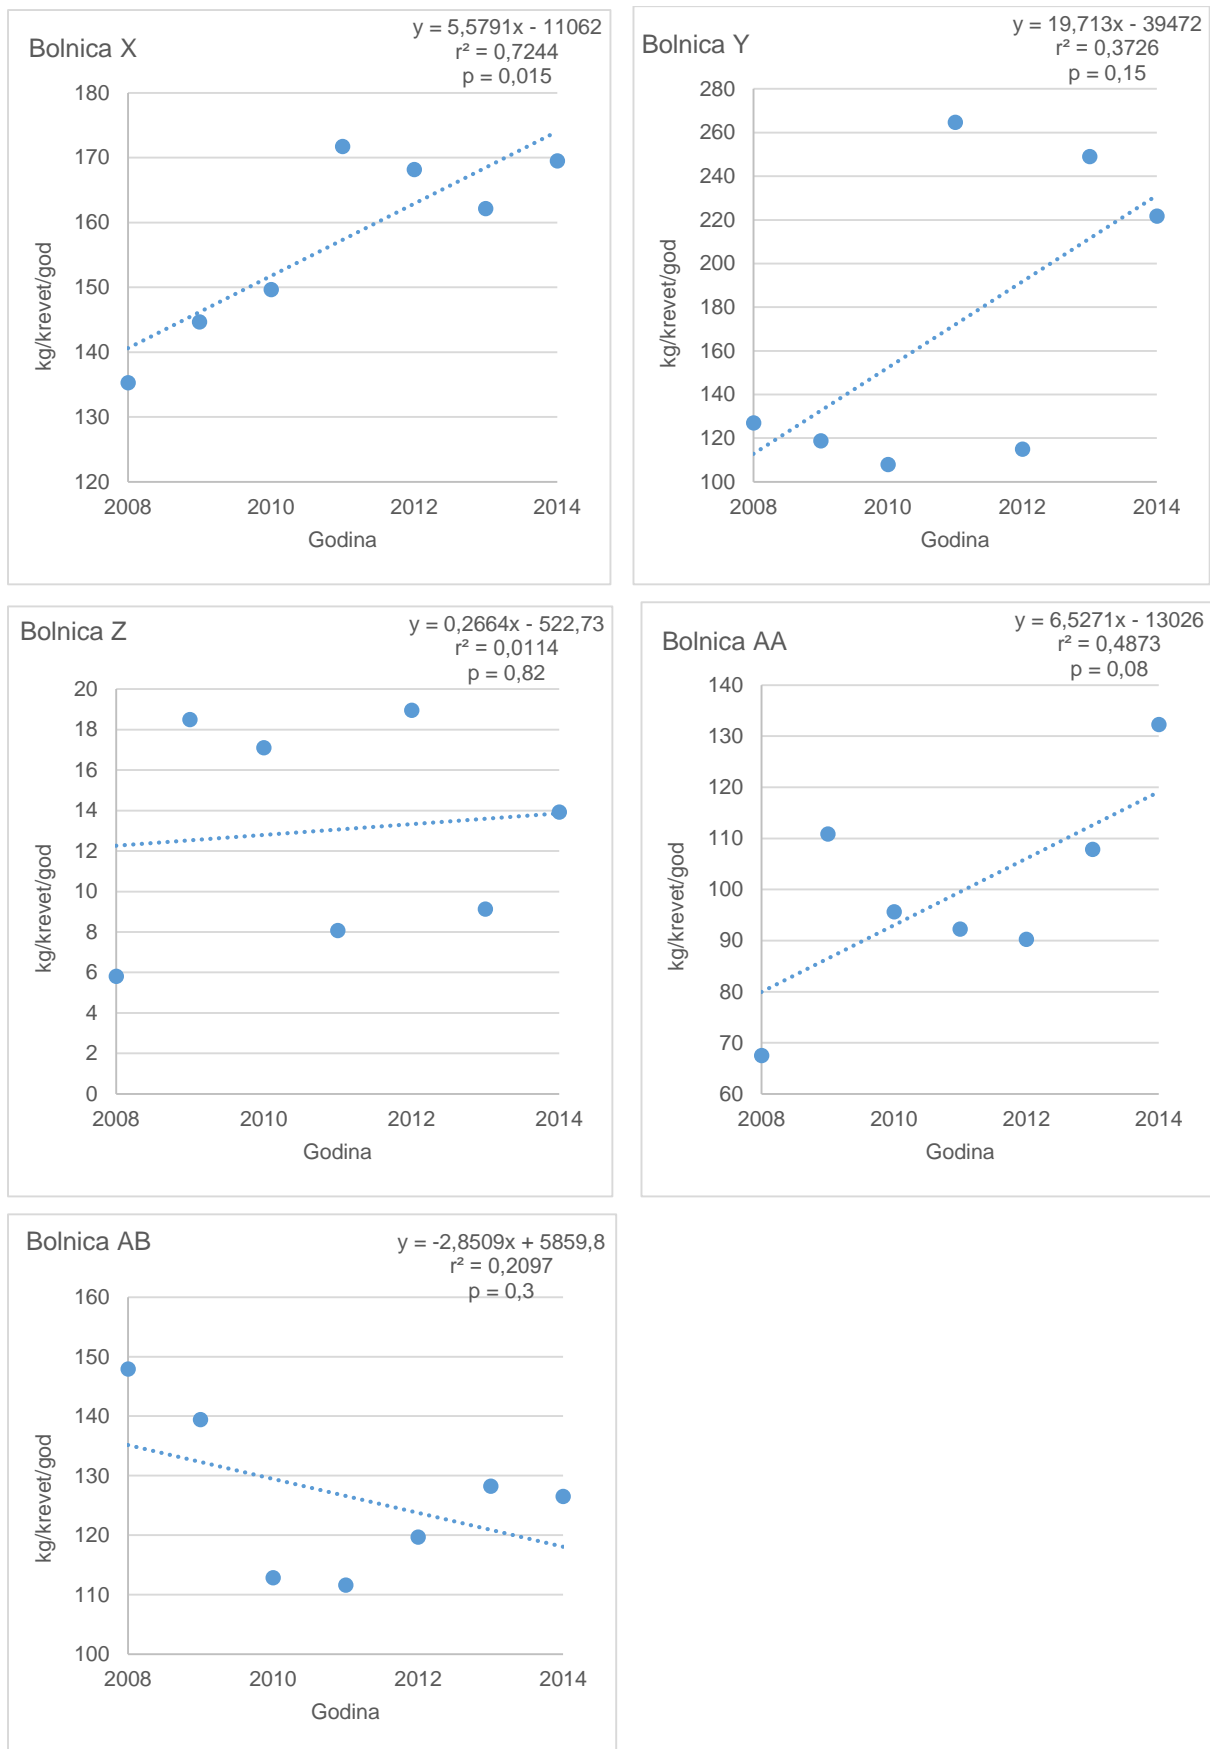 Bolnica X
y = 5,5791x - 11062
r² = 0,7244
p = 0,015
180
170
160
150
140
130
120
kg/krevet/god
2008 2010 2012 2014
Godina
Bolnica Y
y = 19,713x - 39472
r² = 0,3726
p = 0,15
280
260
240
220
200
180
160
140
120
100
kg/krevet/god
2008 2010 2012 2014
Godina
Bolnica Z
y = 0,2664x - 522,73
r² = 0,0114
p = 0,82
20
18
16
14
12
10
8
6
4
2
0
kg/krevet/god
2008 2010 2012 2014
Godina
Bolnica AA
y = 6,5271x - 13026
r² = 0,4873
p = 0,08
140
130
120
110
100
90
80
70
60
kg/krevet/god
2008 2010 2012 2014
Godina
Bolnica AB
y = -2,8509x + 5859,8
r² = 0,2097
p = 0,3
160
150
140
130
120
110
100
kg/krevet/god
2008 2010 2012 2014
Godina